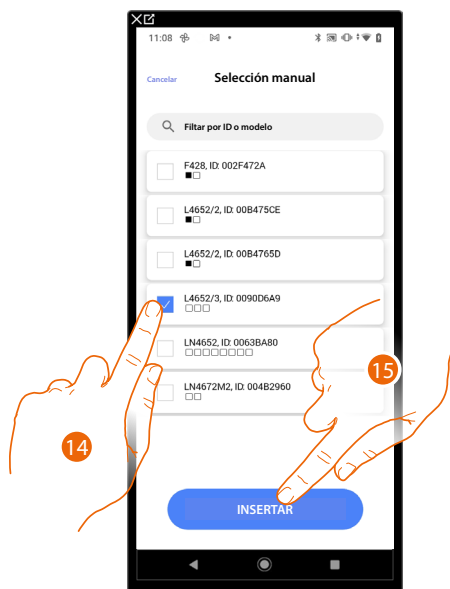 11:08
Cancelar Selección manual
Filtar por ID o modelo
F428, ID: 002F472A
L4652/2, ID: 00B475CE
L4652/2, ID: 00B4765D
L4652/3, ID: 0090D6A9
LN4652, ID: 0063BA80
LN4672M2, ID: 004B2960
15
14
INSERTAR